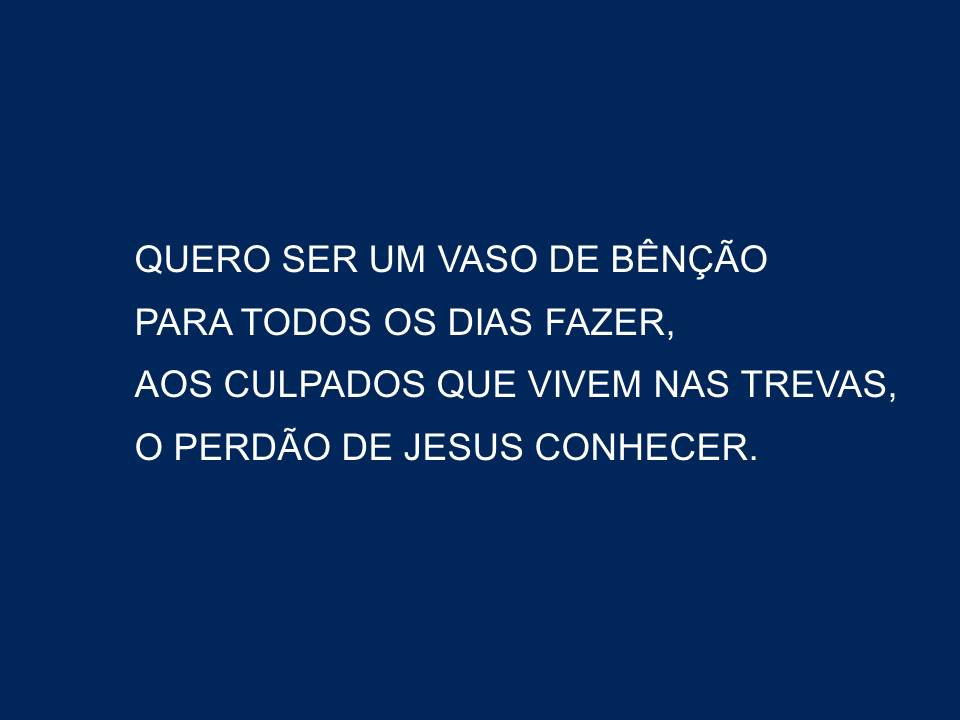 QUERO SER UM VASO DE BÊNÇÃO
PARA TODOS OS DIAS FAZER,
AOS CULPADOS QUE VIVEM NAS TREVAS,
O PERDÃO DE JESUS CONHECER.